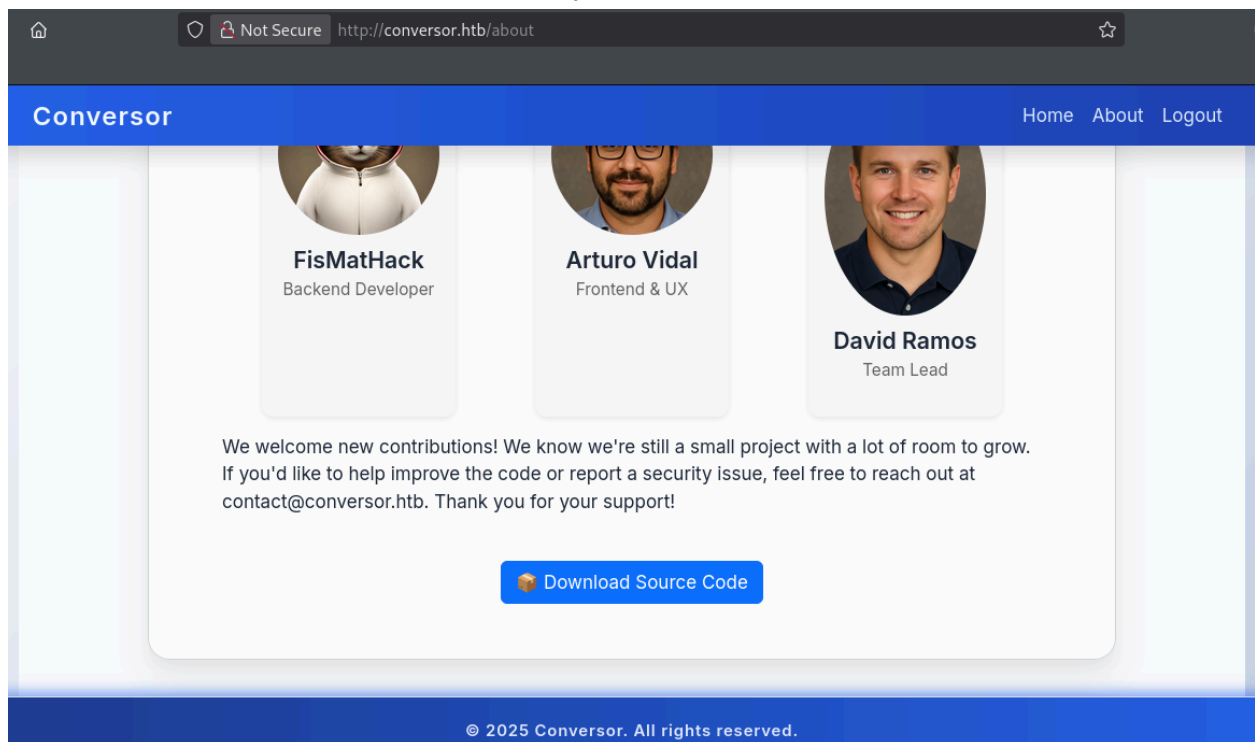 Not Secure http://conversor.htb/about
Conversor Home About Logout
FisMatHack
Backend Developer
Arturo Vidal
Frontend & UX
David Ramos
Team Lead
We welcome new contributions! We know we're still a small project with a lot of room to grow.
If you'd like to help improve the code or report a security issue, feel free to reach out at
contact@conversor.htb. Thank you for your support!
📦 Download Source Code
© 2025 Conversor. All rights reserved.